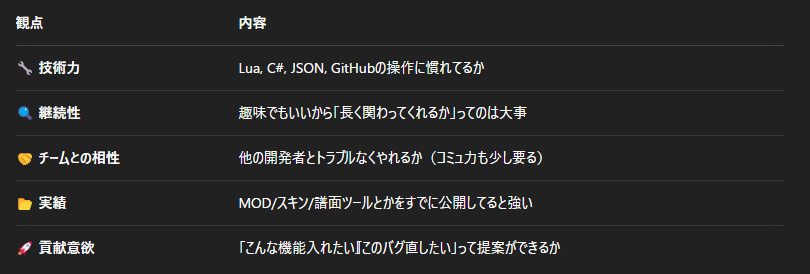 観点 内容
🔧 技術力 Lua, C#, JSON, GitHubの操作に慣れてるか
🔍 継続性 趣味でもいいから「長く関わってくれるか」ってのは大事
🤝 チームとの相性 他の開発者とトラブルなくやれるか（コミュ力も少し要る）
📂 実績 MOD/スキン/譜面ツールとかをすでに公開してると強い
🚀 貢献意欲 「こんな機能入れたい」「このバグ直したい」って提案ができるか